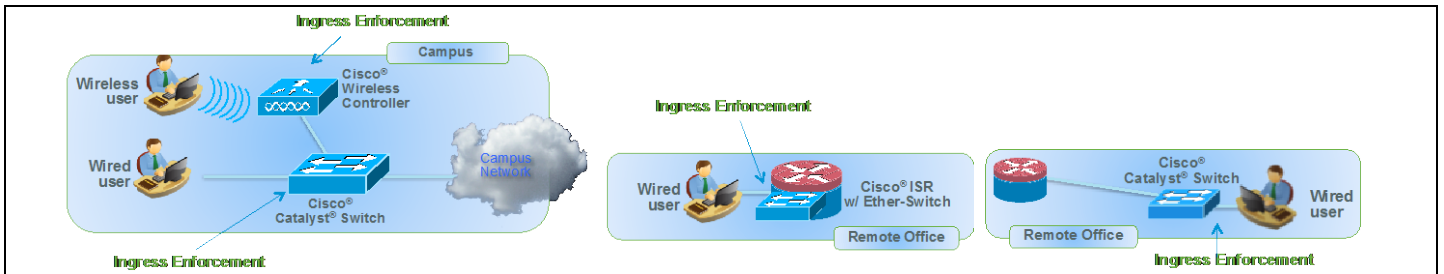 Ingress Enforcement
Campus
Wireless
user
Cisco®
Wireless
Controller
Wired
user
Cisco®
Catalyst® Switch
Campus
Network
Ingress Enforcement
Ingress Enforcement
Wired
user
Cisco® ISR
w/ Ether-Switch
Remote Office
Cisco®
Catalyst® Switch
Wired
user
Remote Office
Ingress Enforcement